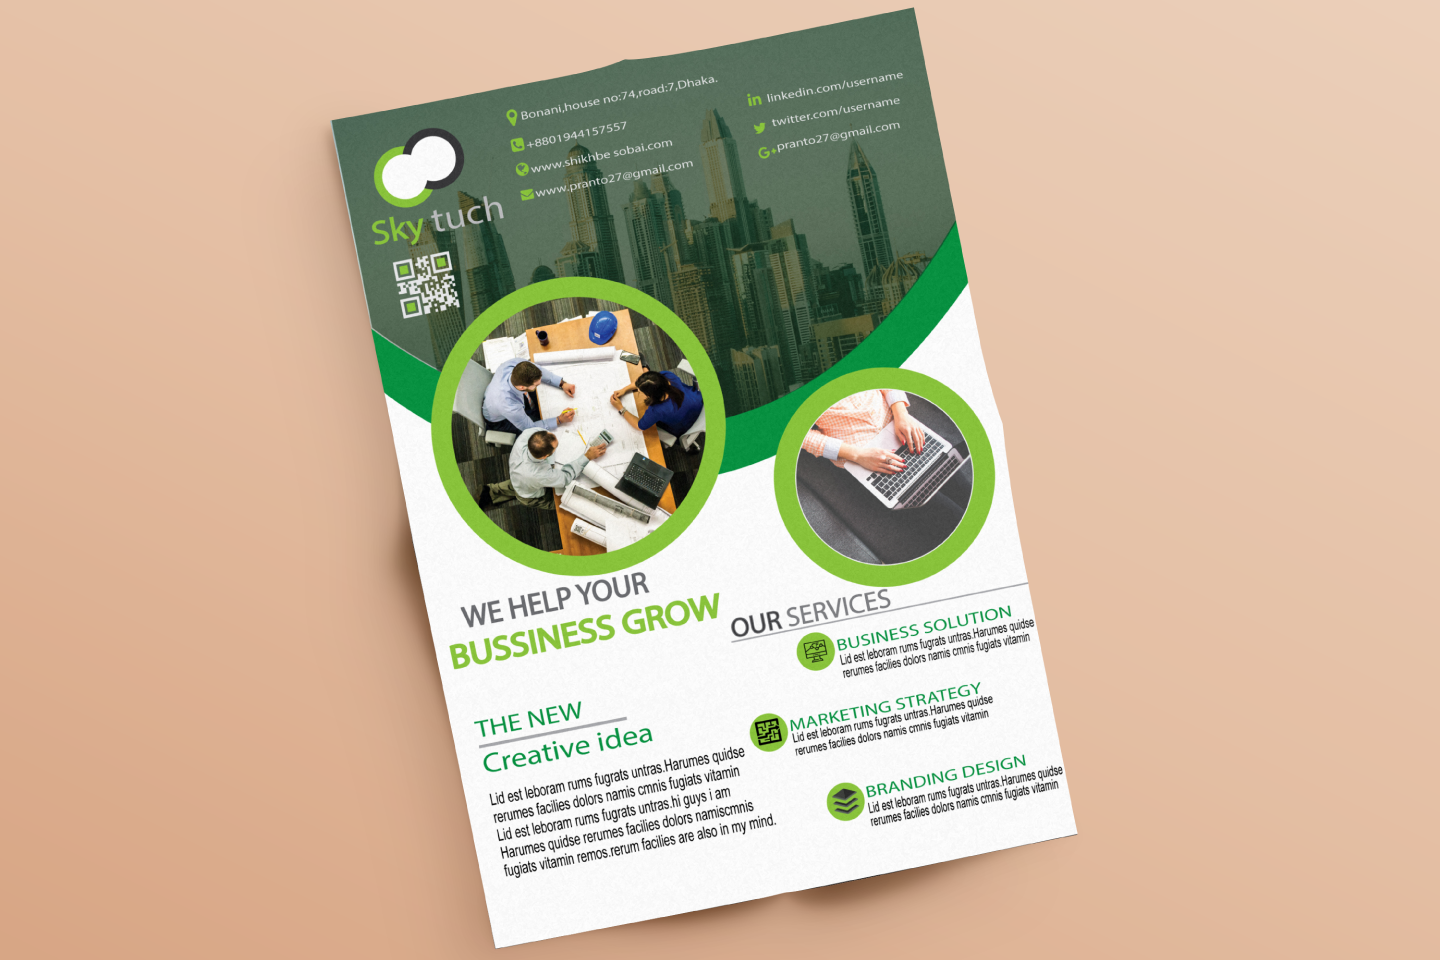 Sky tuch
Bonani,house no:74,road:7,Dhaka.
+8801944157557
www.shikhbe sobai.com
www.pranto27@gmail.com
linkedin.com/username
twitter.com/username
pranto27@gmail.com
WE HELP YOUR
BUSSINESS GROW
THE NEW
Creative idea
Lid est leboram rums fugrats untras.Harumes quidse
rerumes facilies dolors namis cmnis fugiats vitamin
Lid est leboram rums fugrats untras.hi guys i am
Harumes quidse rerumes facilies dolors namiscmnis
fugiats vitamin remos.rerum facilies are also in my mind.
OUR SERVICES
BUSINESS SOLUTION
Lid est leboram rums fugrats untras.Harumes quidse
rerumes facilies dolors namis cmnis fugiats vitamin
MARKETING STRATEGY
Lid est leboram rums fugrats untras.Harumes quidse
rerumes facilies dolors namis cmnis fugiats vitamin
BRANDING DESIGN
Lid est leboram rums fugrats untras.Harumes quidse
rerumes facilies dolors namis cmnis fugiats vitamin